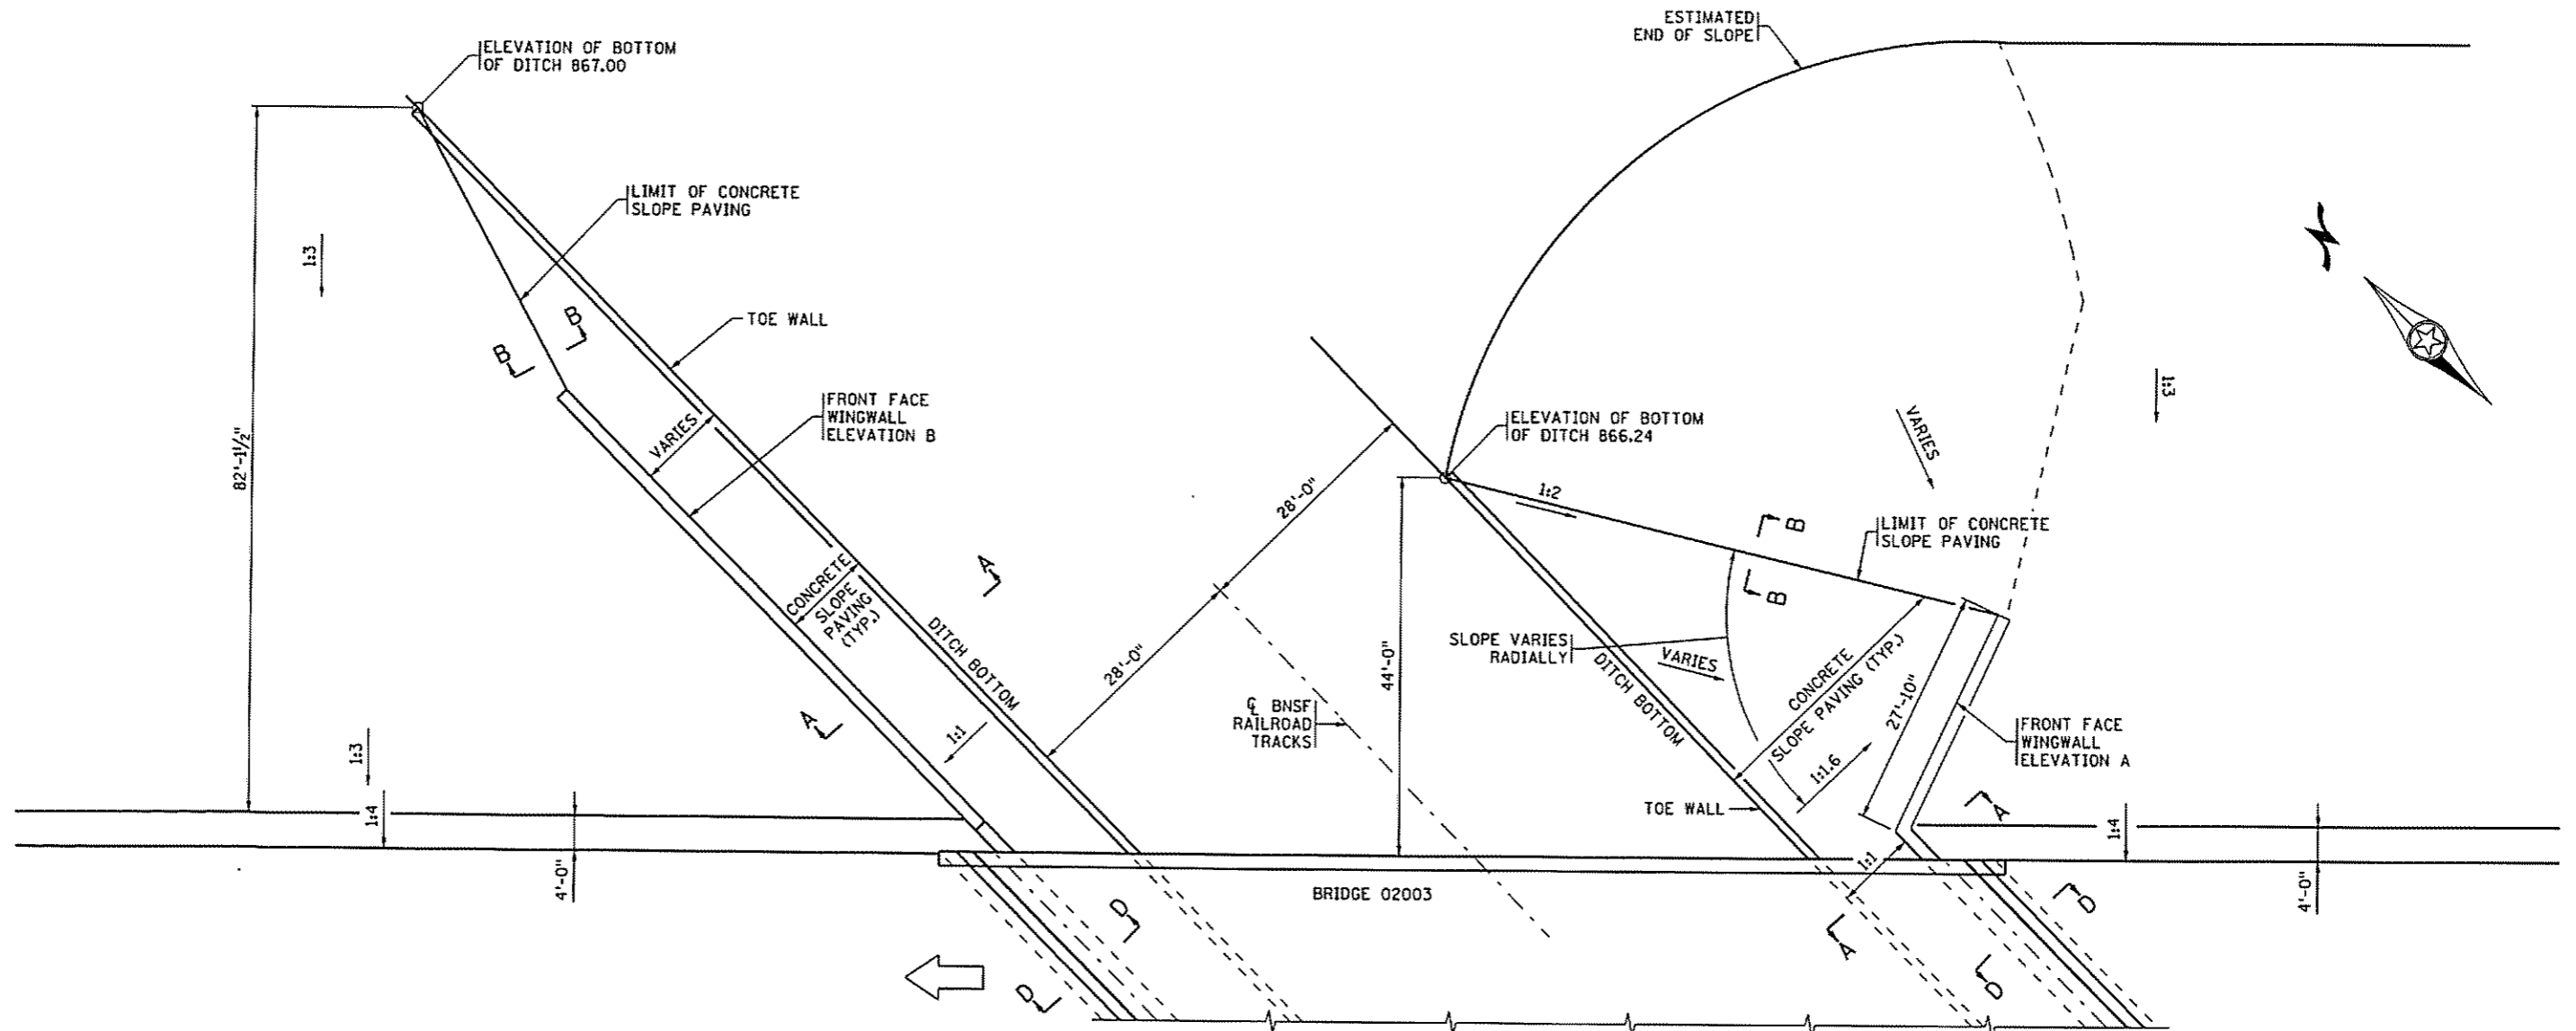 ELEVATION OF BOTTOM
OF DITCH 867.00
ESTIMATED
END OF SLOPE
LIMIT OF CONCRETE
SLOPE PAVING
1:3
B
B
TOE WALL
82'-1½"
FRONT FACE
WINGWALL
ELEVATION B
VARIES
CONCRETE
SLOPE
PAVING
(TYP.)
DITCH BOTTOM
A
A
1:1
28'-0"
28'-0"
℄ BNSF
RAILROAD
TRACKS
44'-0"
ELEVATION OF BOTTOM
OF DITCH 866.24
1:2
VARIES
1:3
B
B
LIMIT OF CONCRETE
SLOPE PAVING
SLOPE VARIES
RADIALLY
VARIES
DITCH BOTTOM
CONCRETE
SLOPE PAVING (TYP.)
27'-10"
1:1.6
FRONT FACE
WINGWALL
ELEVATION A
TOE WALL
A
A
1:1
1:3
1:4
4'-0"
1:4
4'-0"
BRIDGE 02003
D
D
D
D